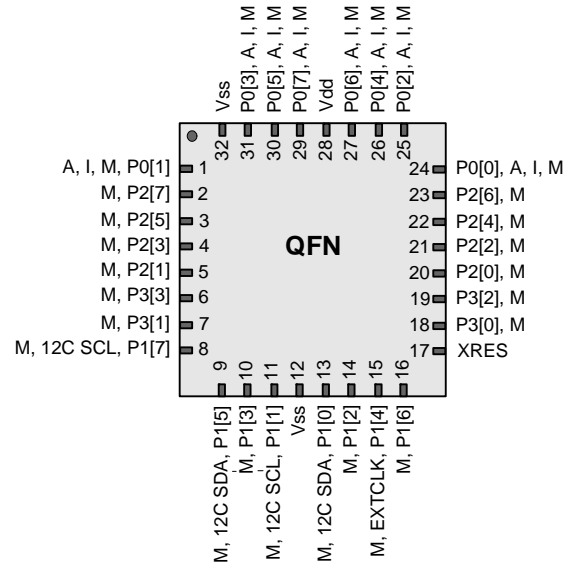 Vss
P0[3], A, I, M
P0[5], A, I, M
P0[7], A, I, M
Vdd
P0[6], A, I, M
P0[4], A, I, M
P0[2], A, I, M
32
31
30
29
28
27
26
25
A, I, M, P0[1]
1
M, P2[7]
2
M, P2[5]
3
M, P2[3]
4
M, P2[1]
5
M, P3[3]
6
M, P3[1]
7
M, 12C SCL, P1[7]
8
QFN
24
P0[0], A, I, M
23
P2[6], M
22
P2[4], M
21
P2[2], M
20
P2[0], M
19
P3[2], M
18
P3[0], M
17
XRES
9
10
11
12
13
14
15
16
M, 12C SDA, P1[5]
M, P1[3]
M, 12C SCL, P1[1]
Vss
M, 12C SDA, P1[0]
M, P1[2]
M, EXTCLK, P1[4]
M, P1[6]